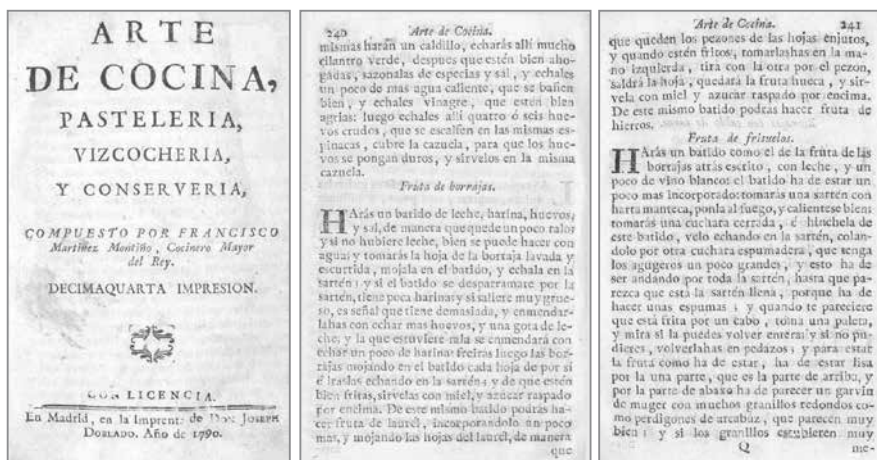 ARTE
DE COCINA,
PASTELERIA,
VIZCOCHERIA,
Y CONSERVERIA,
COMPUESTO POR FRANCISCO
Martinez Montiño, Cocinero Mayor
del Rey.
DECIMAQUARTA IMPRESION.
CON LICENCIA.
En Madrid, en la Imprenta de Don Joseph
Doblado. Año de 1790.
240 Arte de Cocina.
mismas harán un caldillo, echarás allí mucho
cilantro verde, despues que estén bien aho-
gadas, sazonalas de especias y sal, y echales
un poco de mas agua caliente, que se bañen
bien, y echales vinagre, que estén bien
agrias: luego echales allí quatro ó seis hue-
vos crudos, que se escalfen en las mismas es-
pinacas, cubre la cazuela, para que los hue-
vos se pongan duros, y sirvelos en la misma
cazuela.
Fruta de borrajas.
HArás un batido de leche, harina, huevos,
y sal, de manera que quede un poco ralo:
y si no hubiere leche, bien se puede hacer con
agua: y tomarás la hoja de la borraja lavada y
escurrida, mojala en el batido, y echala en la
sartén: y si el batido se desparramare por la
sartén, tiene poca harina: y si saliere muy grue-
so, es señal que tiene demasiada, y enmendar-
lahas con echar mas huevos, y una gota de le-
che, y la que estuviere rala se enmendará con
echar un poco de harina: freirás luego las bor-
rajas mojando en el batido cada hoja de por sí
é iraslas echando en la sartén: y de que estén
bien fritas, sirvelas con miel, y azucar raspado
por encima. De este mismo batido podrás ha-
cer fruta de laurel, incorporandolo un poco
mas, y mojando las hojas del laurel, de manera
que
Arte de Cocina. 241
que queden los pezones de las hojas enjutos,
y quando estén fritos, tomarlashas en la ma-
no izquierda, tira con la otra por el pezon,
saldrá la hoja, quedará la fruta hueca, y sir-
vela con miel y azucar raspado por encima.
De este mismo batido podras hacer fruta de
hierros.
Fruta de frisuelos.
HArás un batido como el de la fruta de las
borrajas atrás escrito, con leche, y un
poco de vino blanco: el batido ha de estar un
poco mas incorporado: tomarás una sartén con
harta manteca, ponla al fuego, y calientese bien:
tomarás una cuchara cerrada, é hinchela de
este batido, velo echando en la sartén, colan-
dolo por otra cuchara espumadera, que tenga
los agugeros un poco grandes, y esto ha de
ser andando por toda la sartén, hasta que pa-
rezca que está la sartén llena, porque ha de
hacer unas espumas: y quando te pareciere
que está frita por un cabo, toma una paleta,
y mira si la puedes volver entera: y si no pu-
dieres, volverlahas en pedazos: y para estar
la fruta como ha de estar, ha de estar lisa
por la una parte, que es la parte de arriba, y
por la parte de abaxo ha de parecer un garvin
de muger con muchos granillos redondos co-
mo perdigones de arcabúz, que parecen muy
bien: y si los granillos estubieren muy
Q me-